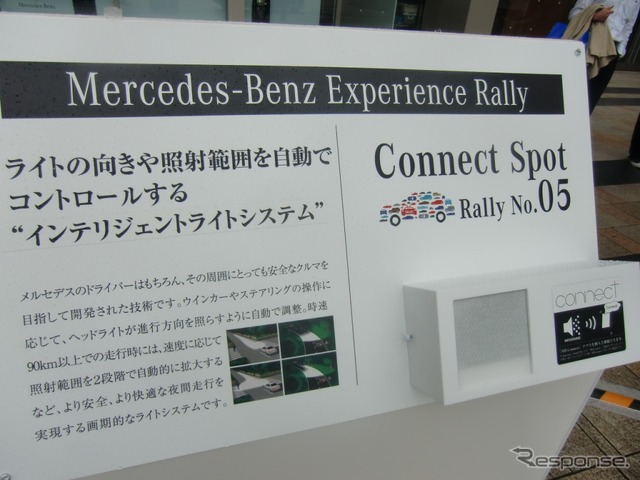 Mercedes-Benz
Mercedes-Benz Experience Rally
ライトの向きや照射範囲を自動で
コントロールする
“インテリジェントライトシステム”
メルセデスのドライバーはもちろん、その周囲にとっても安全なクルマを
目指して開発された技術です。ウインカーやステアリングの操作に
応じて、ヘッドライトが進行方向を照らすように自動で調整。時速
90km以上での走行時には、速度に応じて
照射範囲を2段階で自動的に拡大する
など、より安全、より快適な夜間走行を
実現する画期的なライトシステムです。
Connect Spot
Rally No.05
connect
Response.